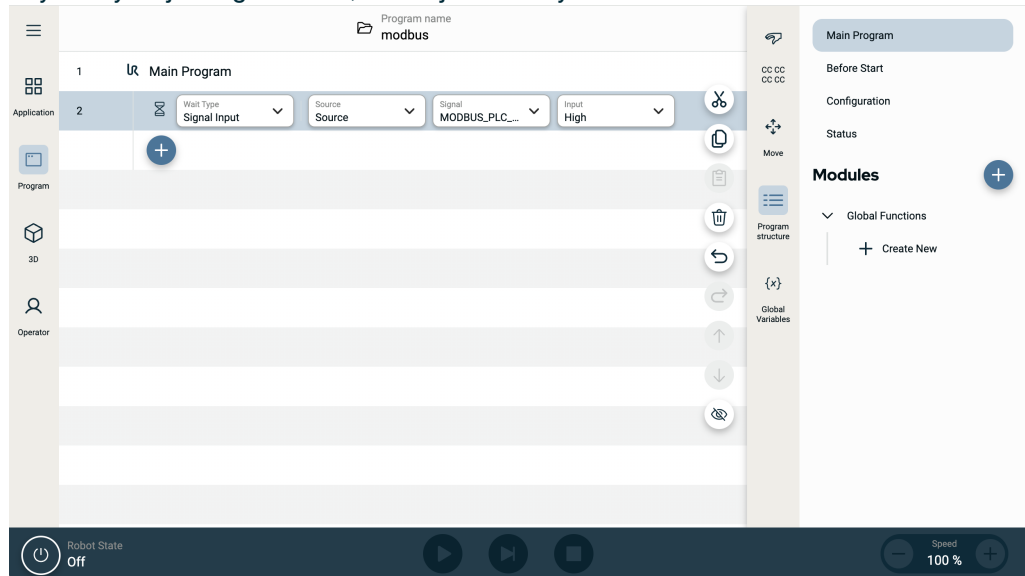 Program name
modbus
Application
Program
3D
Operator
1 Main Program
2 Wait Type Signal Input Source Source Signal MODBUS_PLC_... Input High
CC CC
CC CC
Move
Program
structure
{x}
Global
Variables
Main Program
Before Start
Configuration
Status
Modules
Global Functions
Create New
Robot State
Off
Speed
100 %